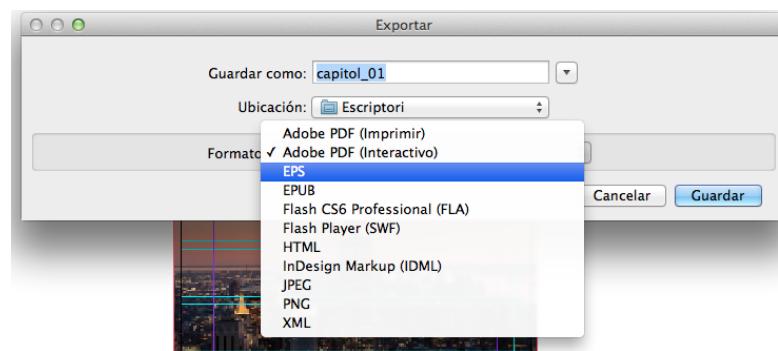 Exportar
Guardar como: capitol_01
Ubicación: Escriptori
Formato
Adobe PDF (Imprimir)
✓ Adobe PDF (Interactivo)
EPS
EPUB
Flash CS6 Professional (FLA)
Flash Player (SWF)
HTML
InDesign Markup (IDML)
JPEG
PNG
XML
Cancelar Guardar